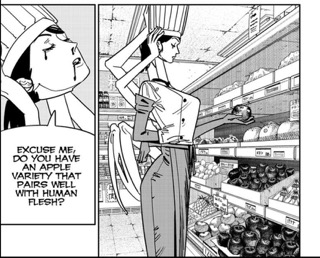 EXCUSE ME,
DO YOU HAVE
AN APPLE
VARIETY THAT
PAIRS WELL
WITH HUMAN
FLESH?